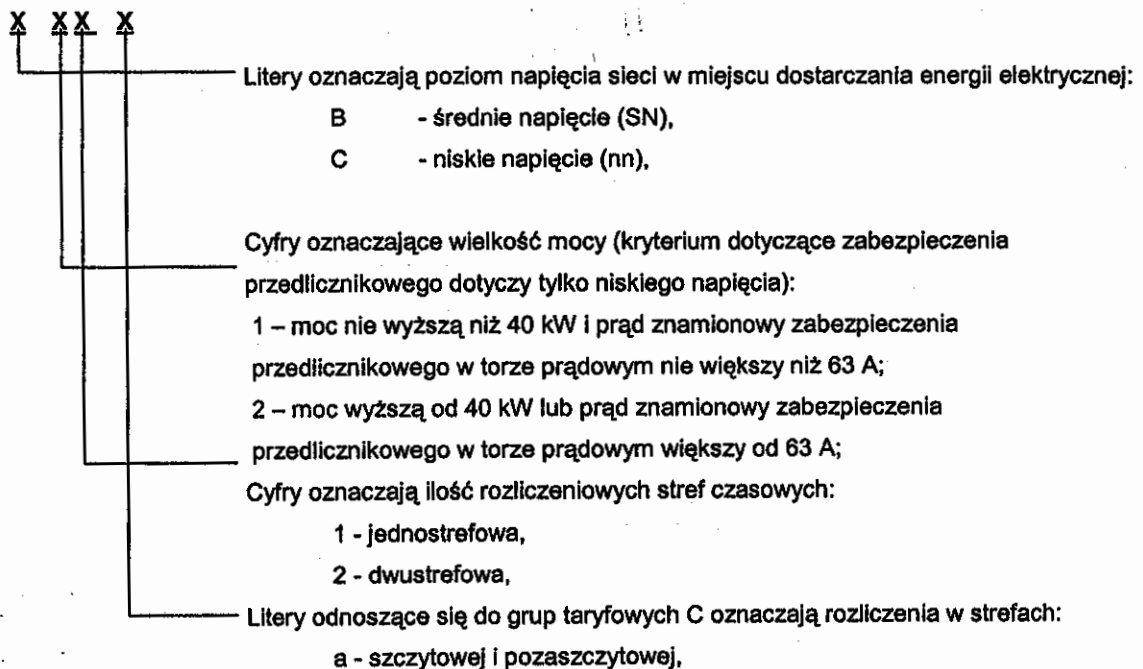 X XX X
Litery oznaczają poziom napięcia sieci w miejscu dostarczania energii elektrycznej:
B - średnie napięcie (SN),
C - niskie napięcie (nn),
Cyfry oznaczające wielkość mocy (kryterium dotyczące zabezpieczenia
przedlicznikowego dotyczy tylko niskiego napięcia):
1 – moc nie wyższą niż 40 kW i prąd znamionowy zabezpieczenia
przedlicznikowego w torze prądowym nie większy niż 63 A;
2 – moc wyższą od 40 kW lub prąd znamionowy zabezpieczenia
przedlicznikowego w torze prądowym większy od 63 A;
Cyfry oznaczają ilość rozliczeniowych stref czasowych:
1 - jednostrefowa,
2 - dwustrefowa,
Litery odnoszące się do grup taryfowych C oznaczają rozliczenia w strefach:
a - szczytowej i pozaszczytowej,